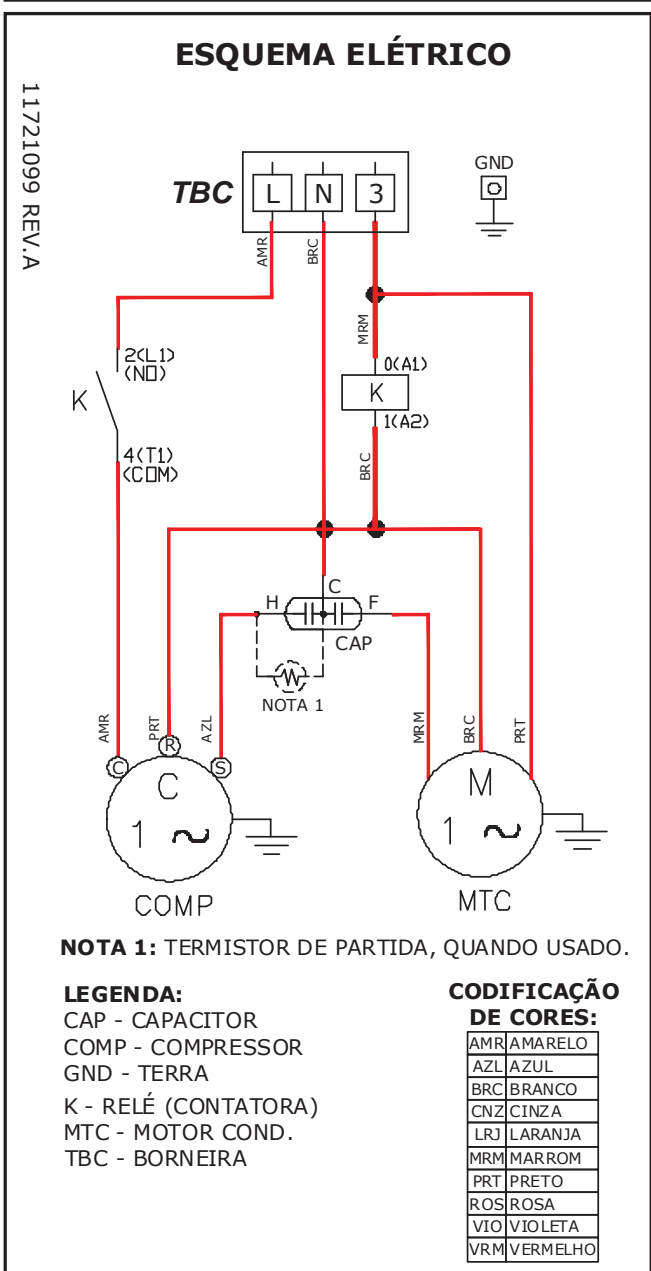 ESQUEMA ELÉTRICO
11721099 REV.A
TBC
L N 3
GND
AMR
BRC
MRM
2(L1)
(NO)
K
4(T1)
(COM)
0(A1)
K
1(A2)
BRC
C
H
F
CAP
NOTA 1
AMR
PRT
AZL
MRM
BRC
PRT
C
R
S
C
1 ~
COMP
M
1 ~
MTC
NOTA 1: TERMISTOR DE PARTIDA, QUANDO USADO.
LEGENDA:
CAP - CAPACITOR
COMP - COMPRESSOR
GND - TERRA
K - RELÉ (CONTATORA)
MTC - MOTOR COND.
TBC - BORNEIRA
CODIFICAÇÃO
DE CORES:
AMR AMARELO
AZL AZUL
BRC BRANCO
CNZ CINZA
LRJ LARANJA
MRM MARROM
PRT PRETO
ROS ROSA
VIO VIOLETA
VRM VERMELHO